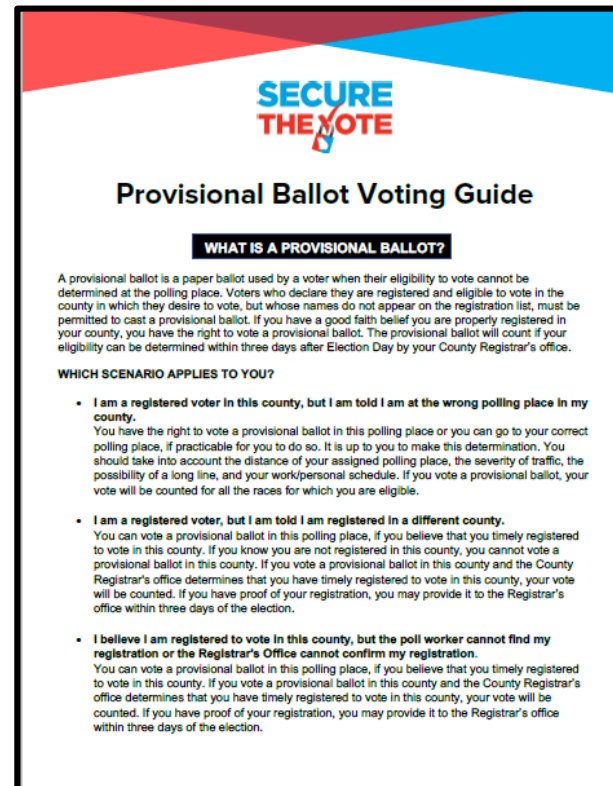 SECURE
THE VOTE
Provisional Ballot Voting Guide
WHAT IS A PROVISIONAL BALLOT?
A provisional ballot is a paper ballot used by a voter when their eligibility to vote cannot be
determined at the polling place. Voters who declare they are registered and eligible to vote in the
county in which they desire to vote, but whose names do not appear on the registration list, must be
permitted to cast a provisional ballot. If you have a good faith belief you are properly registered in
your county, you have the right to vote a provisional ballot. The provisional ballot will count if your
eligibility can be determined within three days after Election Day by your County Registrar's office.
WHICH SCENARIO APPLIES TO YOU?
• I am a registered voter in this county, but I am told I am at the wrong polling place in my
county.
You have the right to vote a provisional ballot in this polling place or you can go to your correct
polling place, if practicable for you to do so. It is up to you to make this determination. You
should take into account the distance of your assigned polling place, the severity of traffic, the
possibility of a long line, and your work/personal schedule. If you vote a provisional ballot, your
vote will be counted for all the races for which you are eligible.
• I am a registered voter, but I am told I am registered in a different county.
You can vote a provisional ballot in this polling place, if you believe that you timely registered
to vote in this county. If you know you are not registered in this county, you cannot vote a
provisional ballot in this county. If you vote a provisional ballot in this county and the County
Registrar's office determines that you have timely registered to vote in this county, your vote
will be counted. If you have proof of your registration, you may provide it to the Registrar's
office within three days of the election.
• I believe I am registered to vote in this county, but the poll worker cannot find my
registration or the Registrar's Office cannot confirm my registration.
You can vote a provisional ballot in this polling place, if you believe that you timely registered
to vote in this county. If you vote a provisional ballot in this county and the County Registrar's
office determines that you have timely registered to vote in this county, your vote will be
counted. If you have proof of your registration, you may provide it to the Registrar's office
within three days of the election.